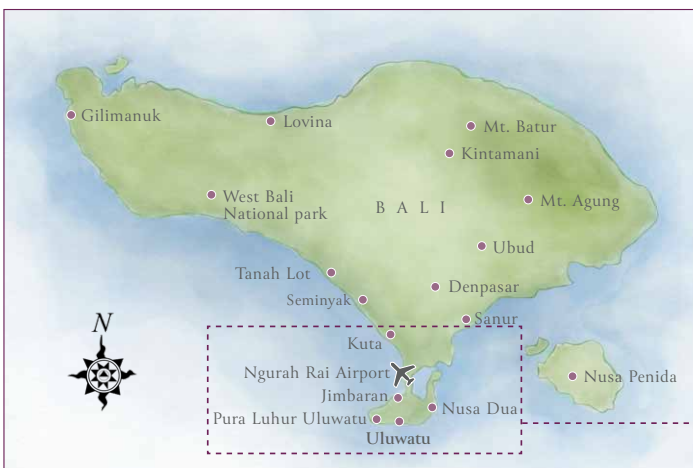 Gilimanuk
Lovina
Mt. Batur
Kintamani
West Bali
National park
B A L I
Mt. Agung
Ubud
Tanah Lot
Seminyak
Denpasar
Sanur
N
Kuta
Ngurah Rai Airport
Nusa Penida
Jimbaran
Nusa Dua
Pura Luhur Uluwatu
Uluwatu